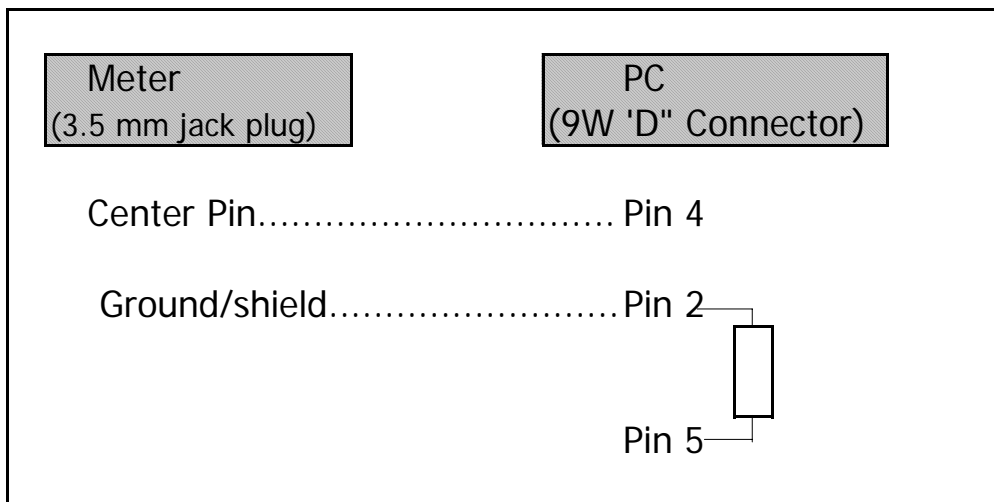 Meter PC
(3.5 mm jack plug) (9W 'D" Connector)
Center Pin................................ Pin 4
Ground/shield.......................... Pin 2
Pin 5